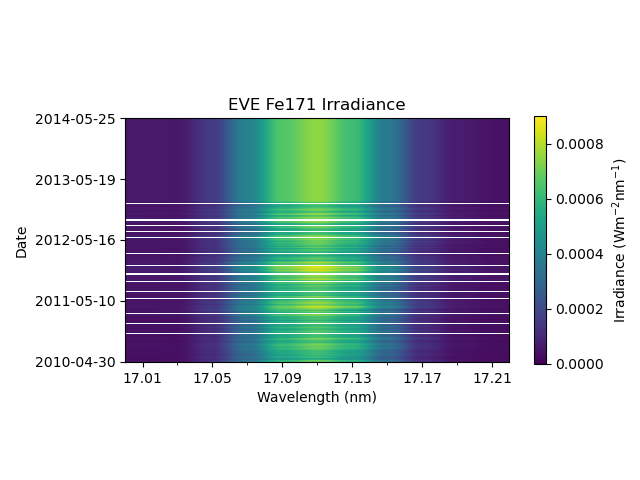 EVE Fe171 Irradiance
2014-05-25
2013-05-19
2012-05-16
2011-05-10
2010-04-30
Date
17.01 17.05 17.09 17.13 17.17 17.21
Wavelength (nm)
0.0008
0.0006
0.0004
0.0002
0.0000
Irradiance (Wm⁻²nm⁻¹)